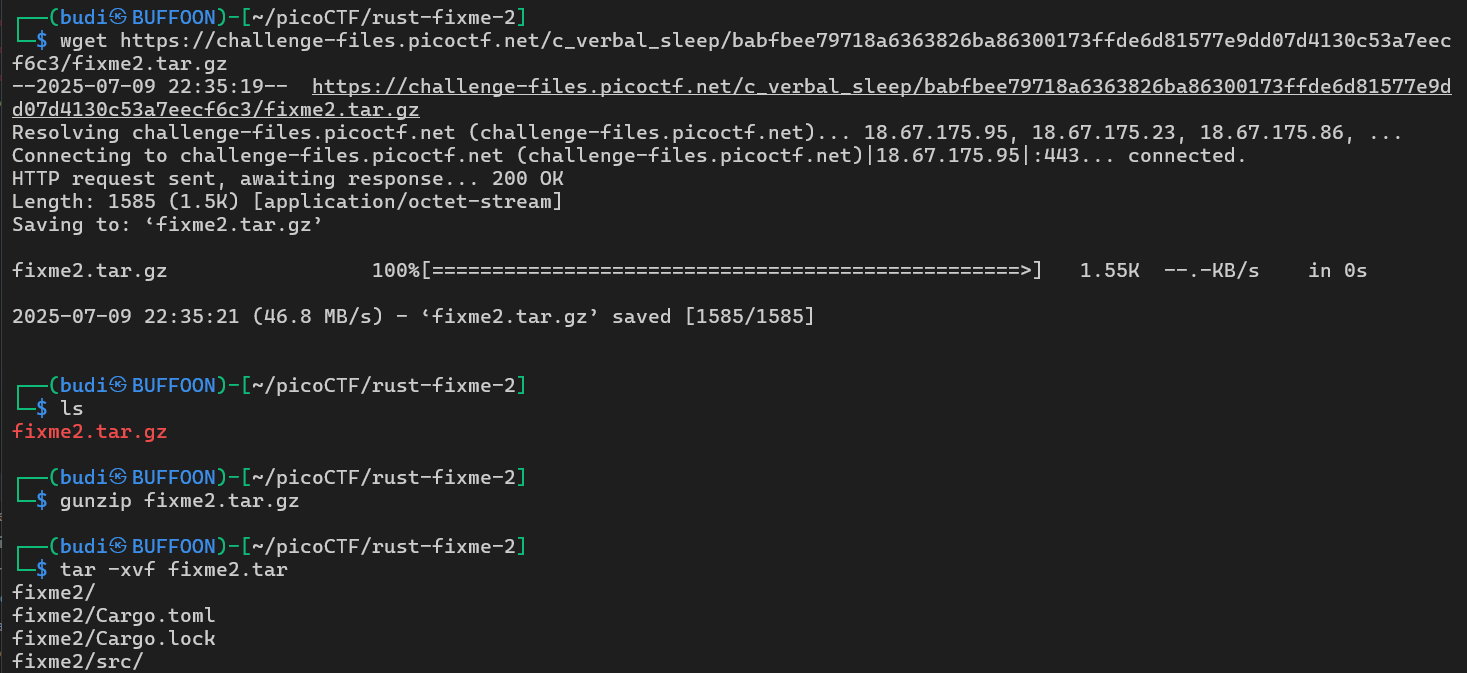 ┌──(budi㉿BUFFOON)-[~/picoCTF/rust-fixme-2]
└─$ wget https://challenge-files.picoctf.net/c_verbal_sleep/babfbee79718a6363826ba86300173ffde6d81577e9dd07d4130c53a7eec
f6c3/fixme2.tar.gz
--2025-07-09 22:35:19--  https://challenge-files.picoctf.net/c_verbal_sleep/babfbee79718a6363826ba86300173ffde6d81577e9d
d07d4130c53a7eecf6c3/fixme2.tar.gz
Resolving challenge-files.picoctf.net (challenge-files.picoctf.net)... 18.67.175.95, 18.67.175.23, 18.67.175.86, ...
Connecting to challenge-files.picoctf.net (challenge-files.picoctf.net)|18.67.175.95|:443... connected.
HTTP request sent, awaiting response... 200 OK
Length: 1585 (1.5K) [application/octet-stream]
Saving to: ‘fixme2.tar.gz’
fixme2.tar.gz                 100%[=================================================>]   1.55K  --.-KB/s    in 0s
2025-07-09 22:35:21 (46.8 MB/s) - ‘fixme2.tar.gz’ saved [1585/1585]
┌──(budi㉿BUFFOON)-[~/picoCTF/rust-fixme-2]
└─$ ls
fixme2.tar.gz
┌──(budi㉿BUFFOON)-[~/picoCTF/rust-fixme-2]
└─$ gunzip fixme2.tar.gz
┌──(budi㉿BUFFOON)-[~/picoCTF/rust-fixme-2]
└─$ tar -xvf fixme2.tar
fixme2/
fixme2/Cargo.toml
fixme2/Cargo.lock
fixme2/src/